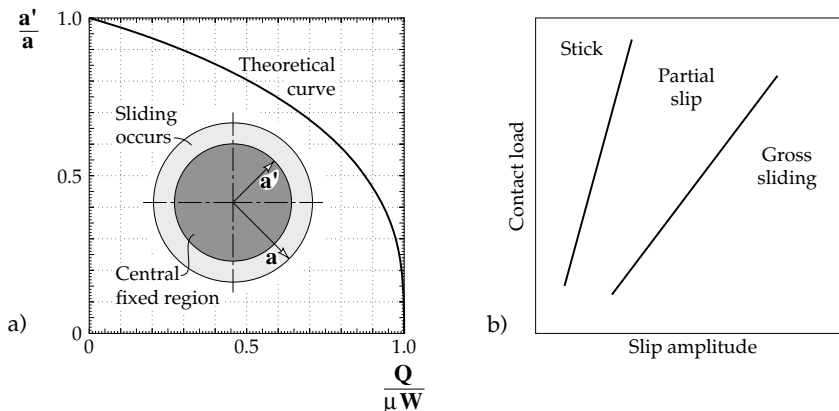 a'
a
1.0
0.5
0
Theoretical
curve
Sliding
occurs
a'
a
Central
fixed region
a)
0
0.5
1.0
Q
μ W
Stick
Partial
slip
Gross
sliding
Contact load
b)
Slip amplitude